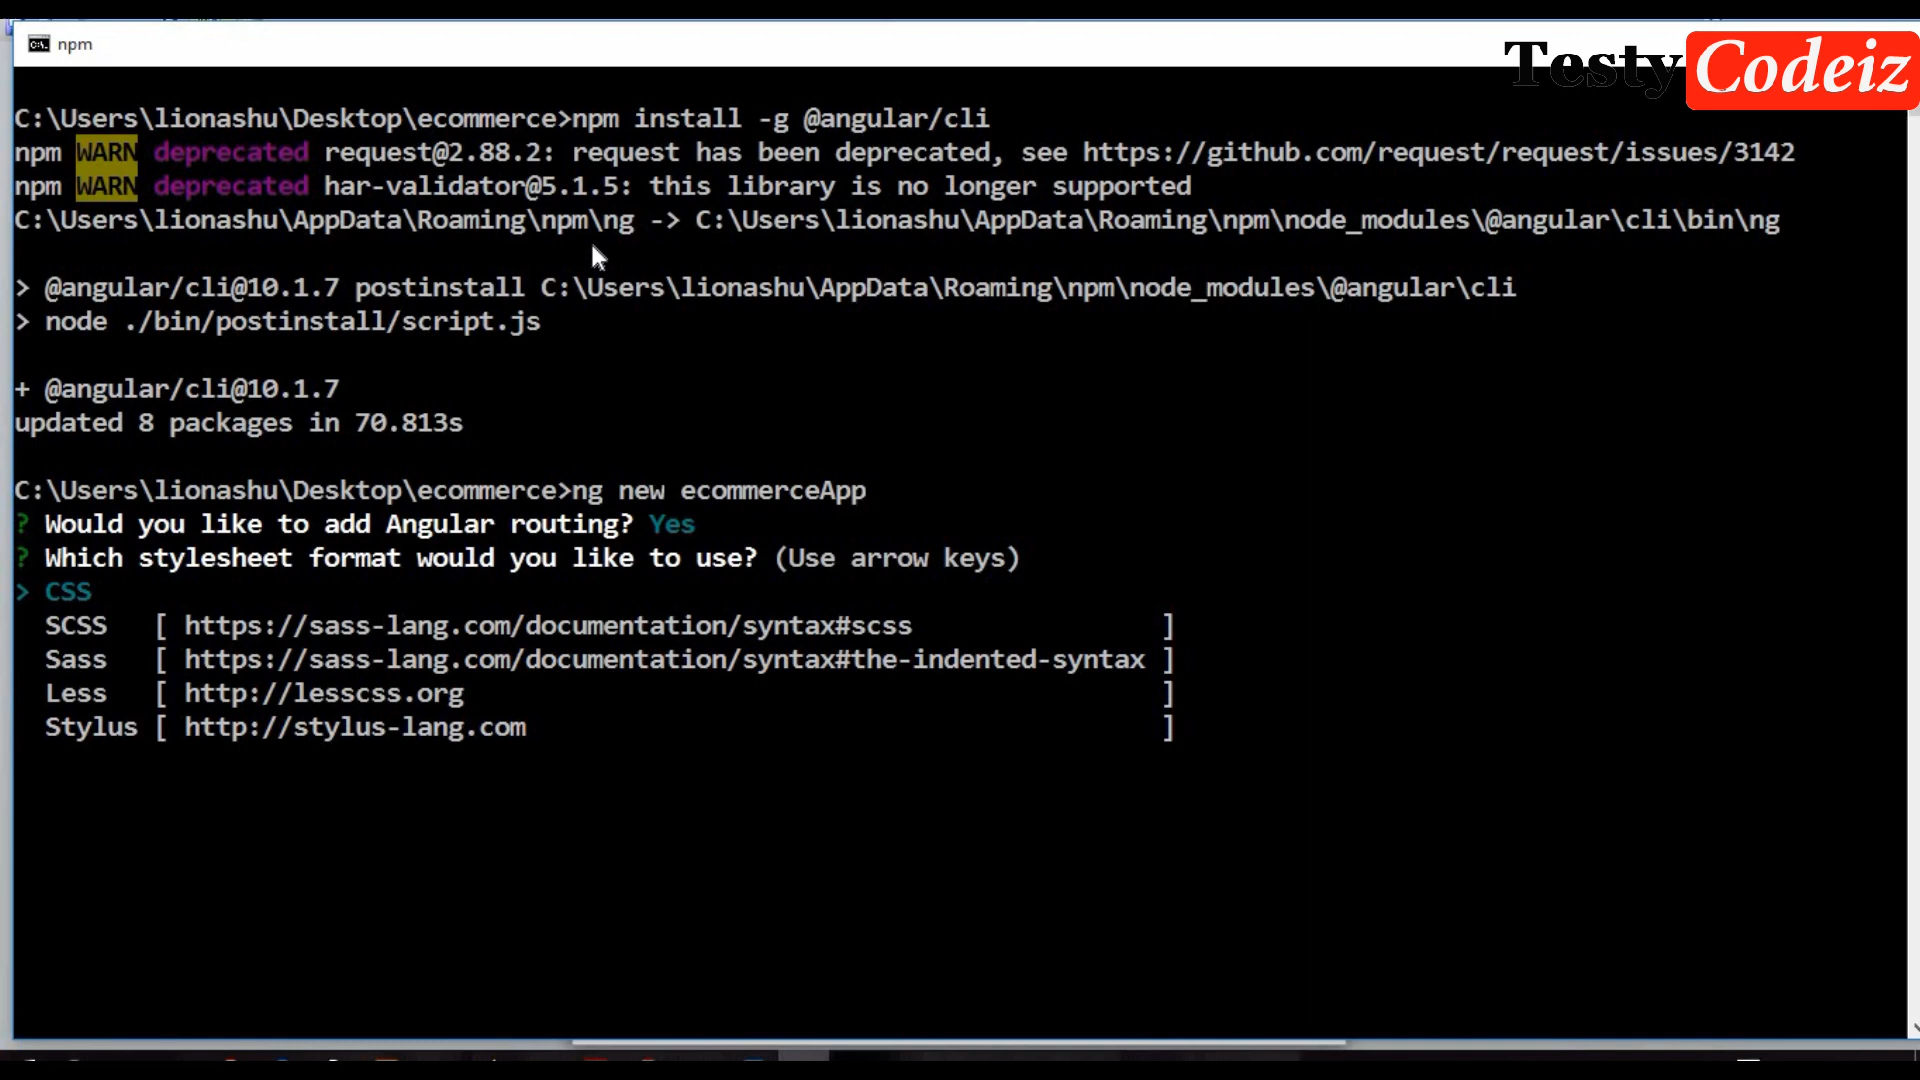 npm
Testy Codeiz
C:\Users\lionashu\Desktop\ecommerce>npm install -g @angular/cli
npm WARN deprecated request@2.88.2: request has been deprecated, see https://github.com/request/request/issues/3142
npm WARN deprecated har-validator@5.1.5: this library is no longer supported
C:\Users\lionashu\AppData\Roaming\npm\ng -> C:\Users\lionashu\AppData\Roaming\npm\node_modules\@angular\cli\bin\ng
> @angular/cli@10.1.7 postinstall C:\Users\lionashu\AppData\Roaming\npm\node_modules\@angular\cli
> node ./bin/postinstall/script.js
+ @angular/cli@10.1.7
updated 8 packages in 70.813s
C:\Users\lionashu\Desktop\ecommerce>ng new ecommerceApp
? Would you like to add Angular routing? Yes
? Which stylesheet format would you like to use? (Use arrow keys)
> CSS
SCSS [ https://sass-lang.com/documentation/syntax#scss ]
Sass [ https://sass-lang.com/documentation/syntax#the-indented-syntax ]
Less [ http://lesscss.org ]
Stylus [ http://stylus-lang.com ]